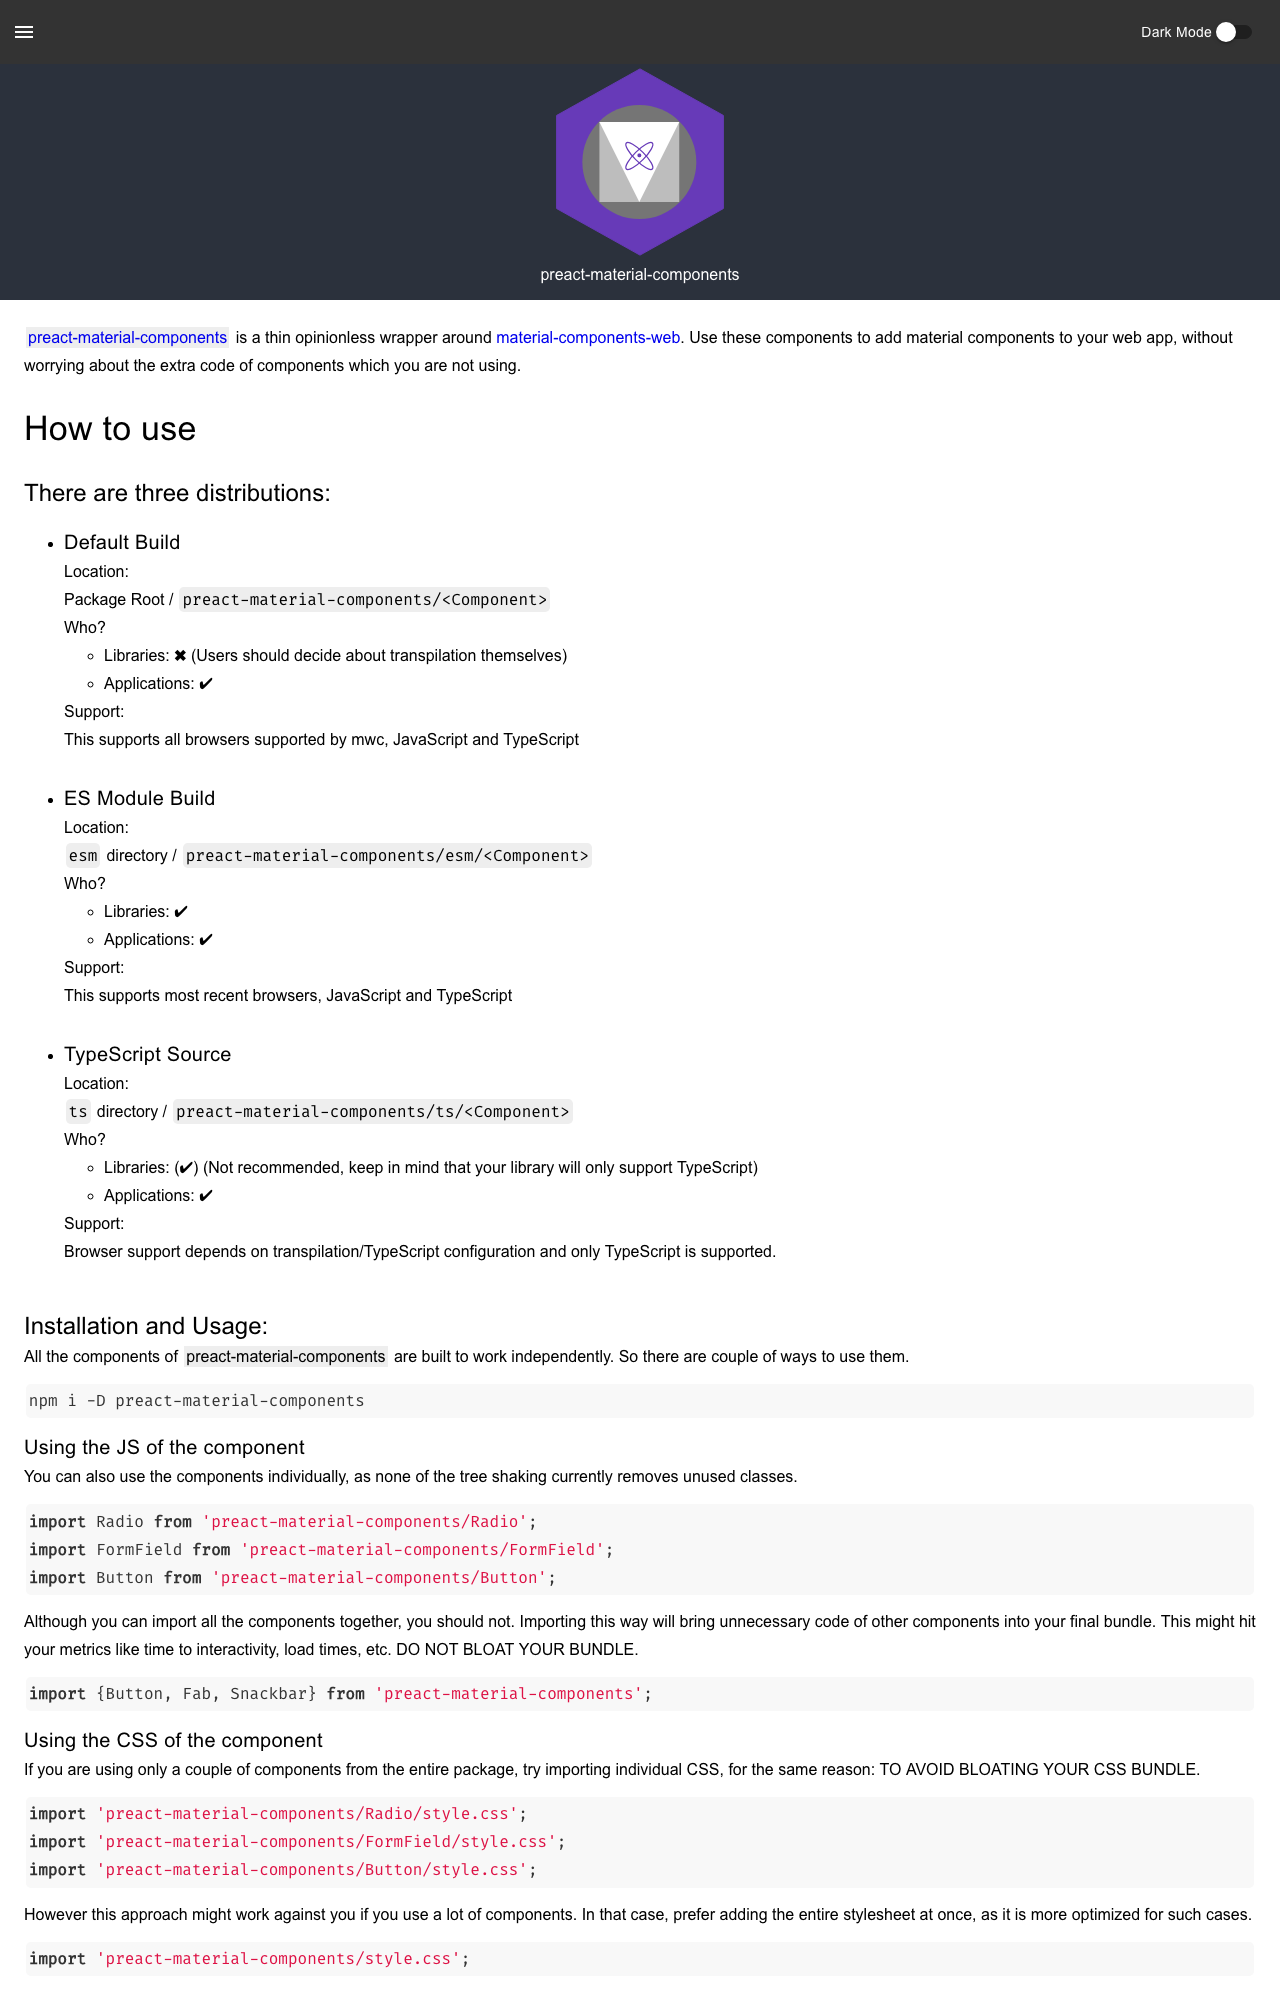 Dark Mode
preact-material-components
preact-material-components is a thin opinionless wrapper around material-components-web. Use these components to add material components to your web app, without
worrying about the extra code of components which you are not using.
How to use
There are three distributions:
• Default Build
Location:
Package Root / preact-material-components/<Component>
Who?
◦ Libraries: ✖ (Users should decide about transpilation themselves)
◦ Applications: ✔
Support:
This supports all browsers supported by mwc, JavaScript and TypeScript
• ES Module Build
Location:
esm directory / preact-material-components/esm/<Component>
Who?
◦ Libraries: ✔
◦ Applications: ✔
Support:
This supports most recent browsers, JavaScript and TypeScript
• TypeScript Source
Location:
ts directory / preact-material-components/ts/<Component>
Who?
◦ Libraries: (✔) (Not recommended, keep in mind that your library will only support TypeScript)
◦ Applications: ✔
Support:
Browser support depends on transpilation/TypeScript configuration and only TypeScript is supported.
Installation and Usage:
All the components of preact-material-components are built to work independently. So there are couple of ways to use them.
npm i -D preact-material-components
Using the JS of the component
You can also use the components individually, as none of the tree shaking currently removes unused classes.
import Radio from 'preact-material-components/Radio';
import FormField from 'preact-material-components/FormField';
import Button from 'preact-material-components/Button';
Although you can import all the components together, you should not. Importing this way will bring unnecessary code of other components into your final bundle. This might hit
your metrics like time to interactivity, load times, etc. DO NOT BLOAT YOUR BUNDLE.
import {Button, Fab, Snackbar} from 'preact-material-components';
Using the CSS of the component
If you are using only a couple of components from the entire package, try importing individual CSS, for the same reason: TO AVOID BLOATING YOUR CSS BUNDLE.
import 'preact-material-components/Radio/style.css';
import 'preact-material-components/FormField/style.css';
import 'preact-material-components/Button/style.css';
However this approach might work against you if you use a lot of components. In that case, prefer adding the entire stylesheet at once, as it is more optimized for such cases.
import 'preact-material-components/style.css';